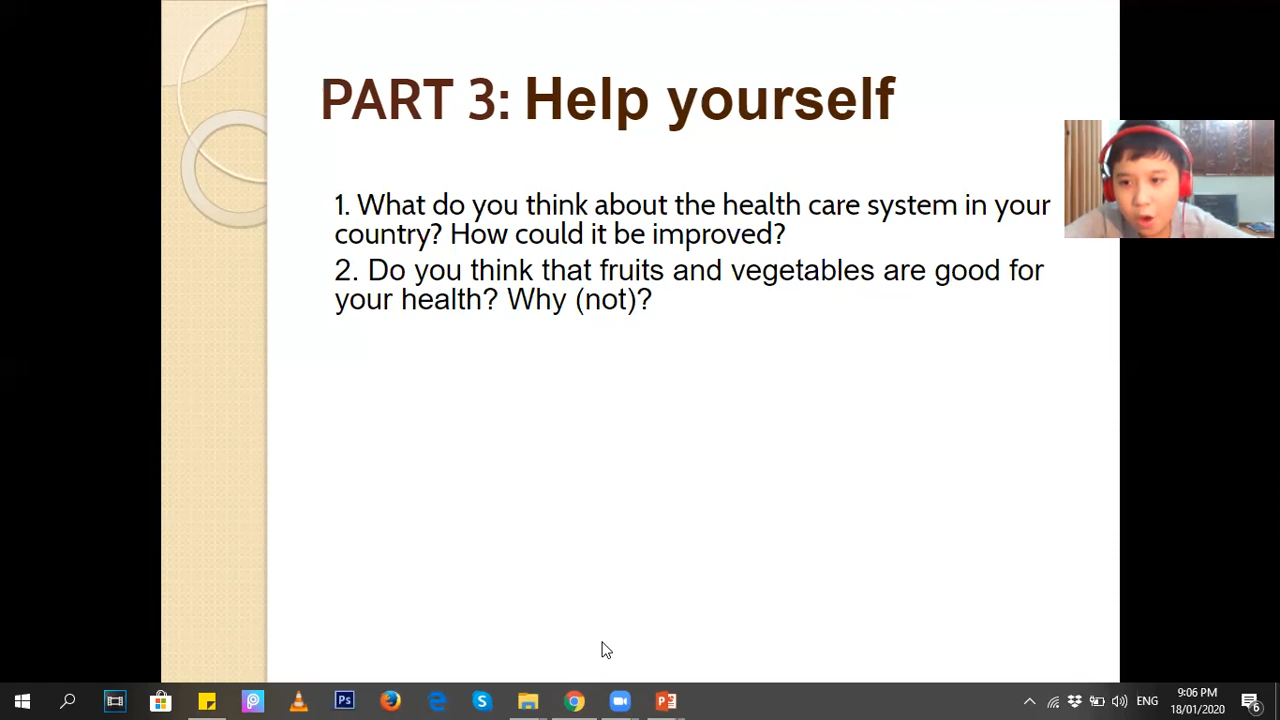 PART 3: Help yourself
1. What do you think about the health care system in your
country? How could it be improved?
2. Do you think that fruits and vegetables are good for
your health? Why (not)?
Ps
ENG
9:06 PM
18/01/2020
6